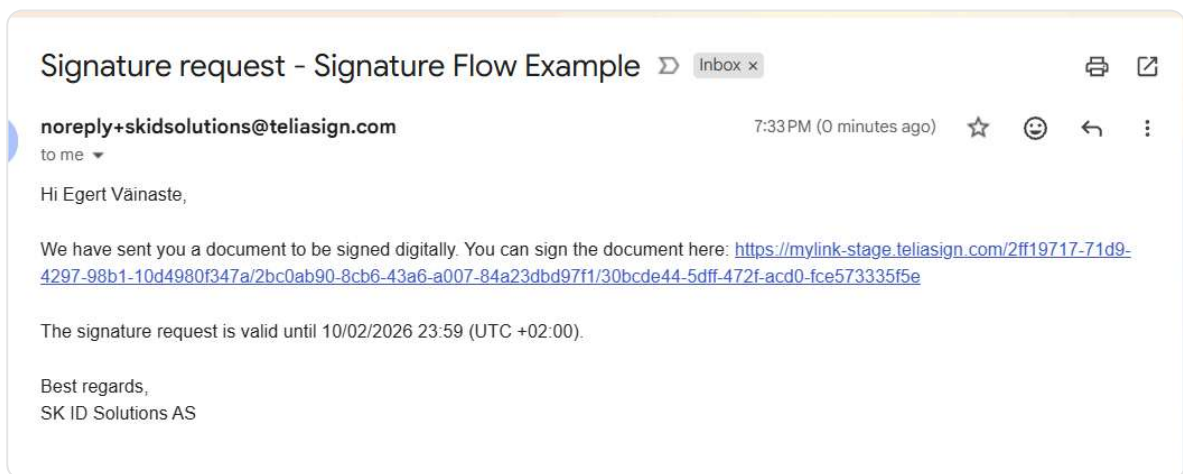 Signature request - Signature Flow Example Inbox ×
noreply+skidsolutions@teliasign.com 7:33 PM (0 minutes ago)
to me
Hi Egert Väinaste,
We have sent you a document to be signed digitally. You can sign the document here: https://mylink-stage.teliasign.com/2ff19717-71d9-
4297-98b1-10d4980f347a/2bc0ab90-8cb6-43a6-a007-84a23dbd97f1/30bcde44-5dff-472f-acd0-fce573335f5e
The signature request is valid until 10/02/2026 23:59 (UTC +02:00).
Best regards,
SK ID Solutions AS